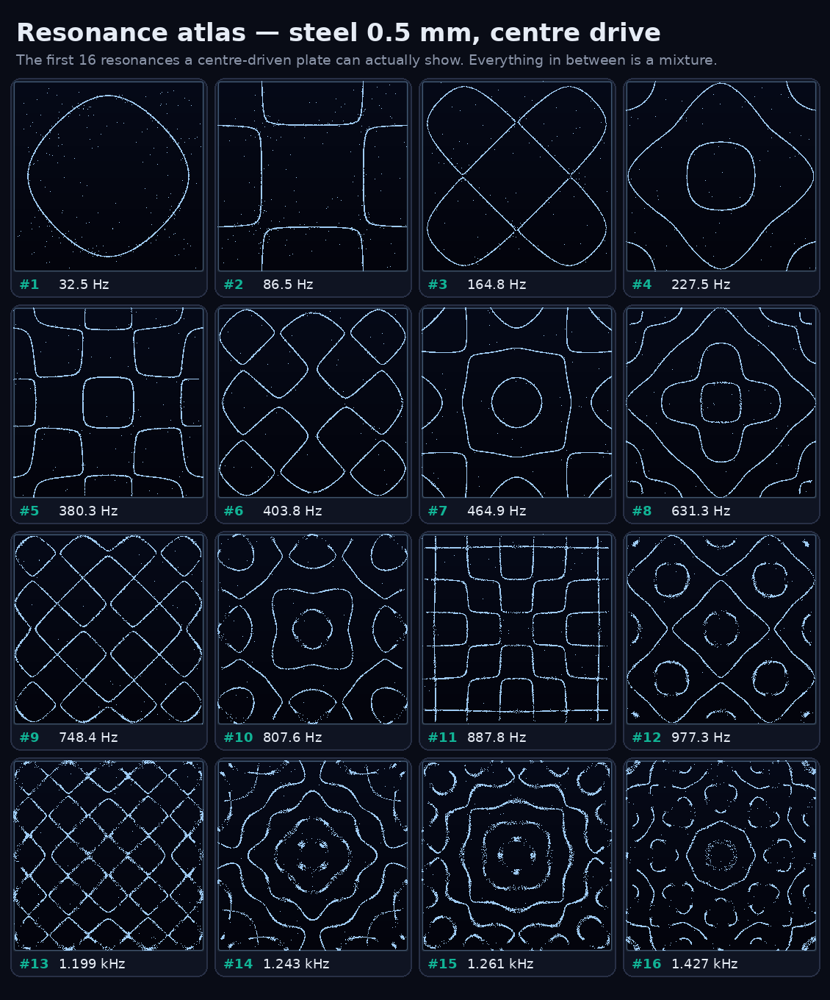 Resonance atlas — steel 0.5 mm, centre drive
The first 16 resonances a centre-driven plate can actually show. Everything in between is a mixture.
#1 32.5 Hz
#2 86.5 Hz
#3 164.8 Hz
#4 227.5 Hz
#5 380.3 Hz
#6 403.8 Hz
#7 464.9 Hz
#8 631.3 Hz
#9 748.4 Hz
#10 807.6 Hz
#11 887.8 Hz
#12 977.3 Hz
#13 1.199 kHz
#14 1.243 kHz
#15 1.261 kHz
#16 1.427 kHz